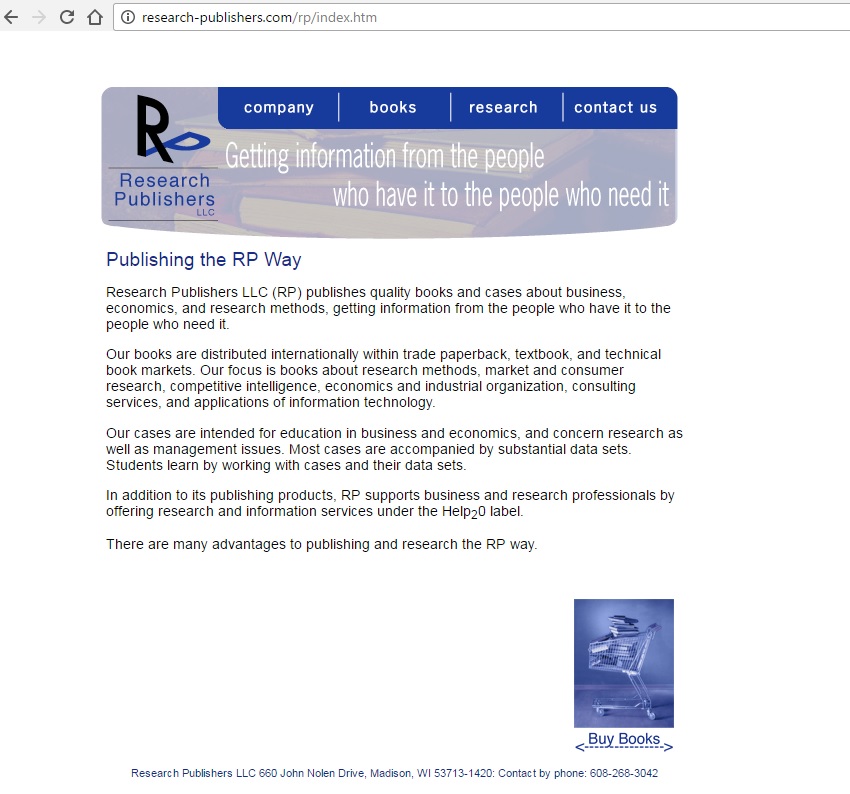 research-publishers.com/rp/index.htm
company books research contact us
Research
Publishers
LLC
Getting information from the people
who have it to the people who need it
Publishing the RP Way
Research Publishers LLC (RP) publishes quality books and cases about business,
economics, and research methods, getting information from the people who have it to the
people who need it.
Our books are distributed internationally within trade paperback, textbook, and technical
book markets. Our focus is books about research methods, market and consumer
research, competitive intelligence, economics and industrial organization, consulting
services, and applications of information technology.
Our cases are intended for education in business and economics, and concern research as
well as management issues. Most cases are accompanied by substantial data sets.
Students learn by working with cases and their data sets.
In addition to its publishing products, RP supports business and research professionals by
offering research and information services under the Help20 label.
There are many advantages to publishing and research the RP way.
<Buy Books>
Research Publishers LLC 660 John Nolen Drive, Madison, WI 53713-1420: Contact by phone: 608-268-3042